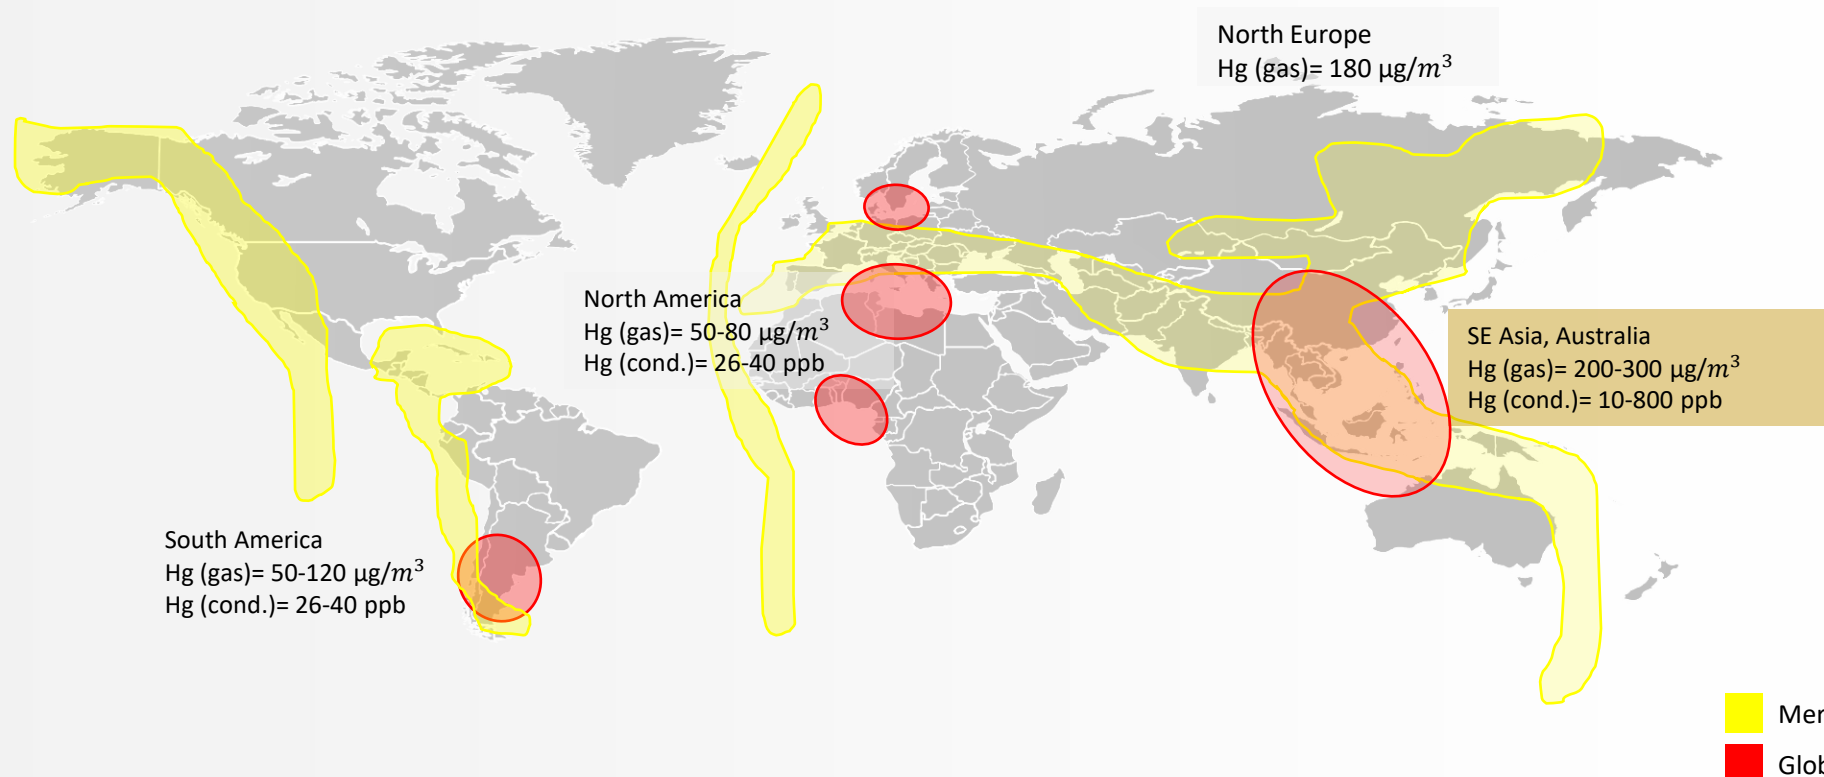 North Europe
Hg (gas)= 180 µg/m³
North America
Hg (gas)= 50-80 µg/m³
Hg (cond.)= 26-40 ppb
SE Asia, Australia
Hg (gas)= 200-300 µg/m³
Hg (cond.)= 10-800 ppb
South America
Hg (gas)= 50-120 µg/m³
Hg (cond.)= 26-40 ppb